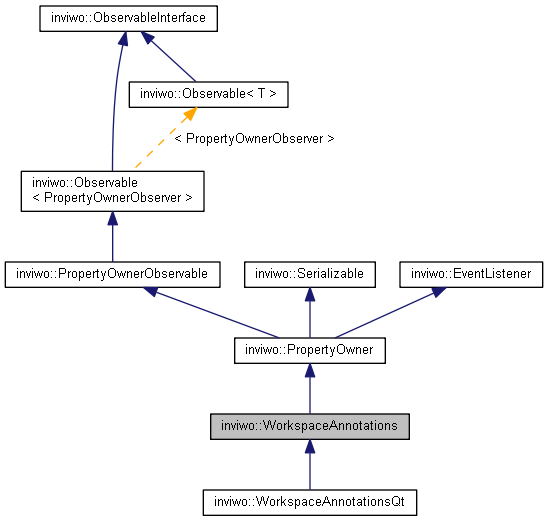 inviwo::ObservableInterface
inviwo::Observable< T >
< PropertyOwnerObserver >
inviwo::Observable
< PropertyOwnerObserver >
inviwo::PropertyOwnerObservable
inviwo::Serializable
inviwo::EventListener
inviwo::PropertyOwner
inviwo::WorkspaceAnnotations
inviwo::WorkspaceAnnotationsQt